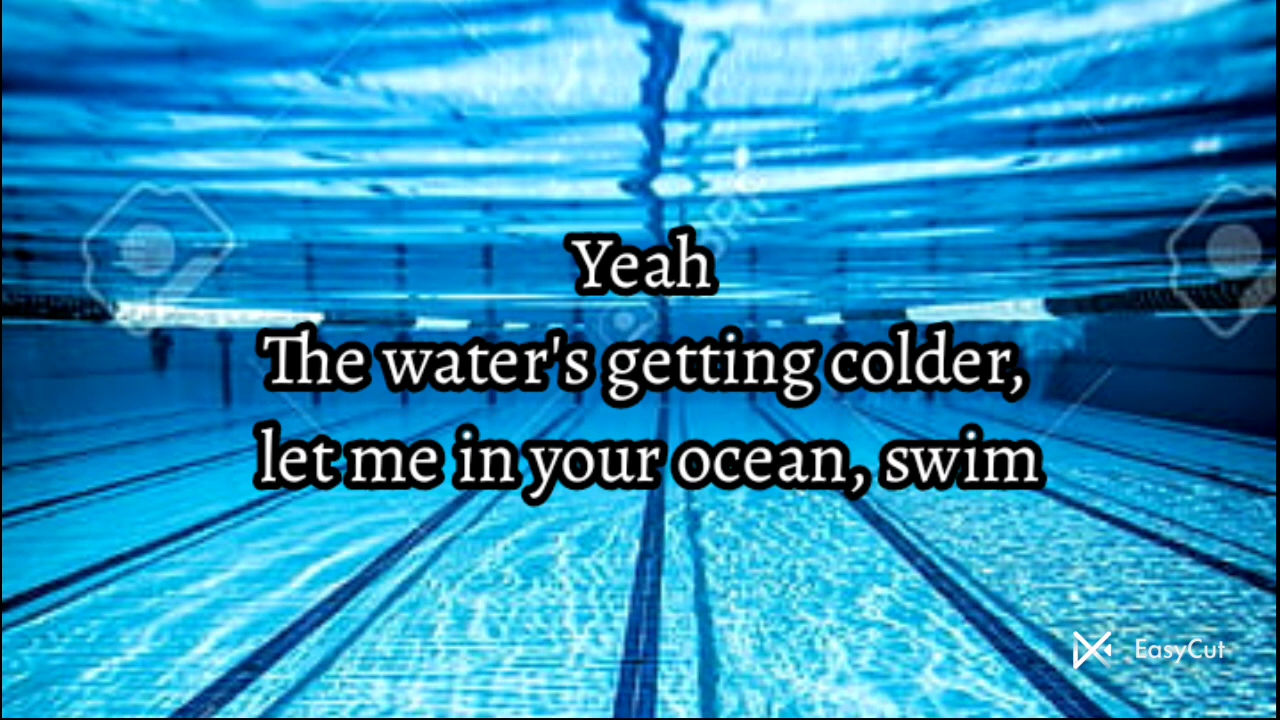 Yeah
The water's getting colder,
let me in your ocean, swim
EasyCut